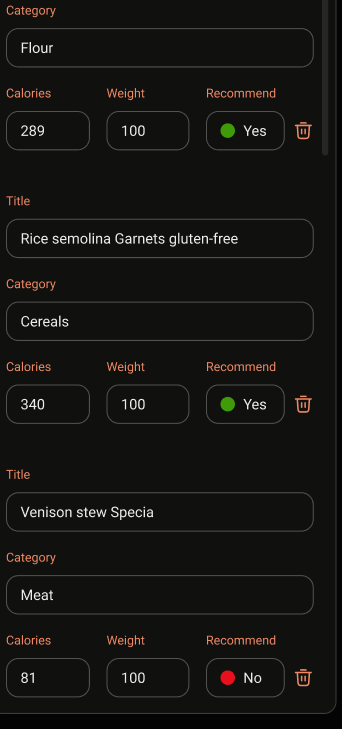 Category
Flour
Calories Weight Recommend
289 100 Yes
Title
Rice semolina Garnets gluten-free
Category
Cereals
Calories Weight Recommend
340 100 Yes
Title
Venison stew Specia
Category
Meat
Calories Weight Recommend
81 100 No